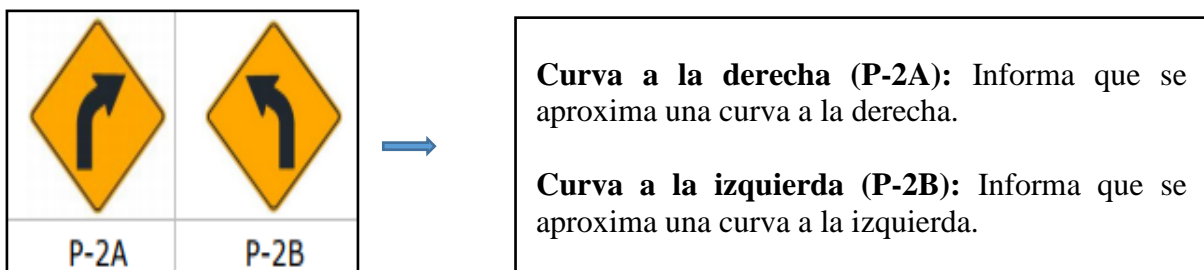 P-2A P-2B
Curva a la derecha (P-2A): Informa que se
aproxima una curva a la derecha.
Curva a la izquierda (P-2B): Informa que se
aproxima una curva a la izquierda.